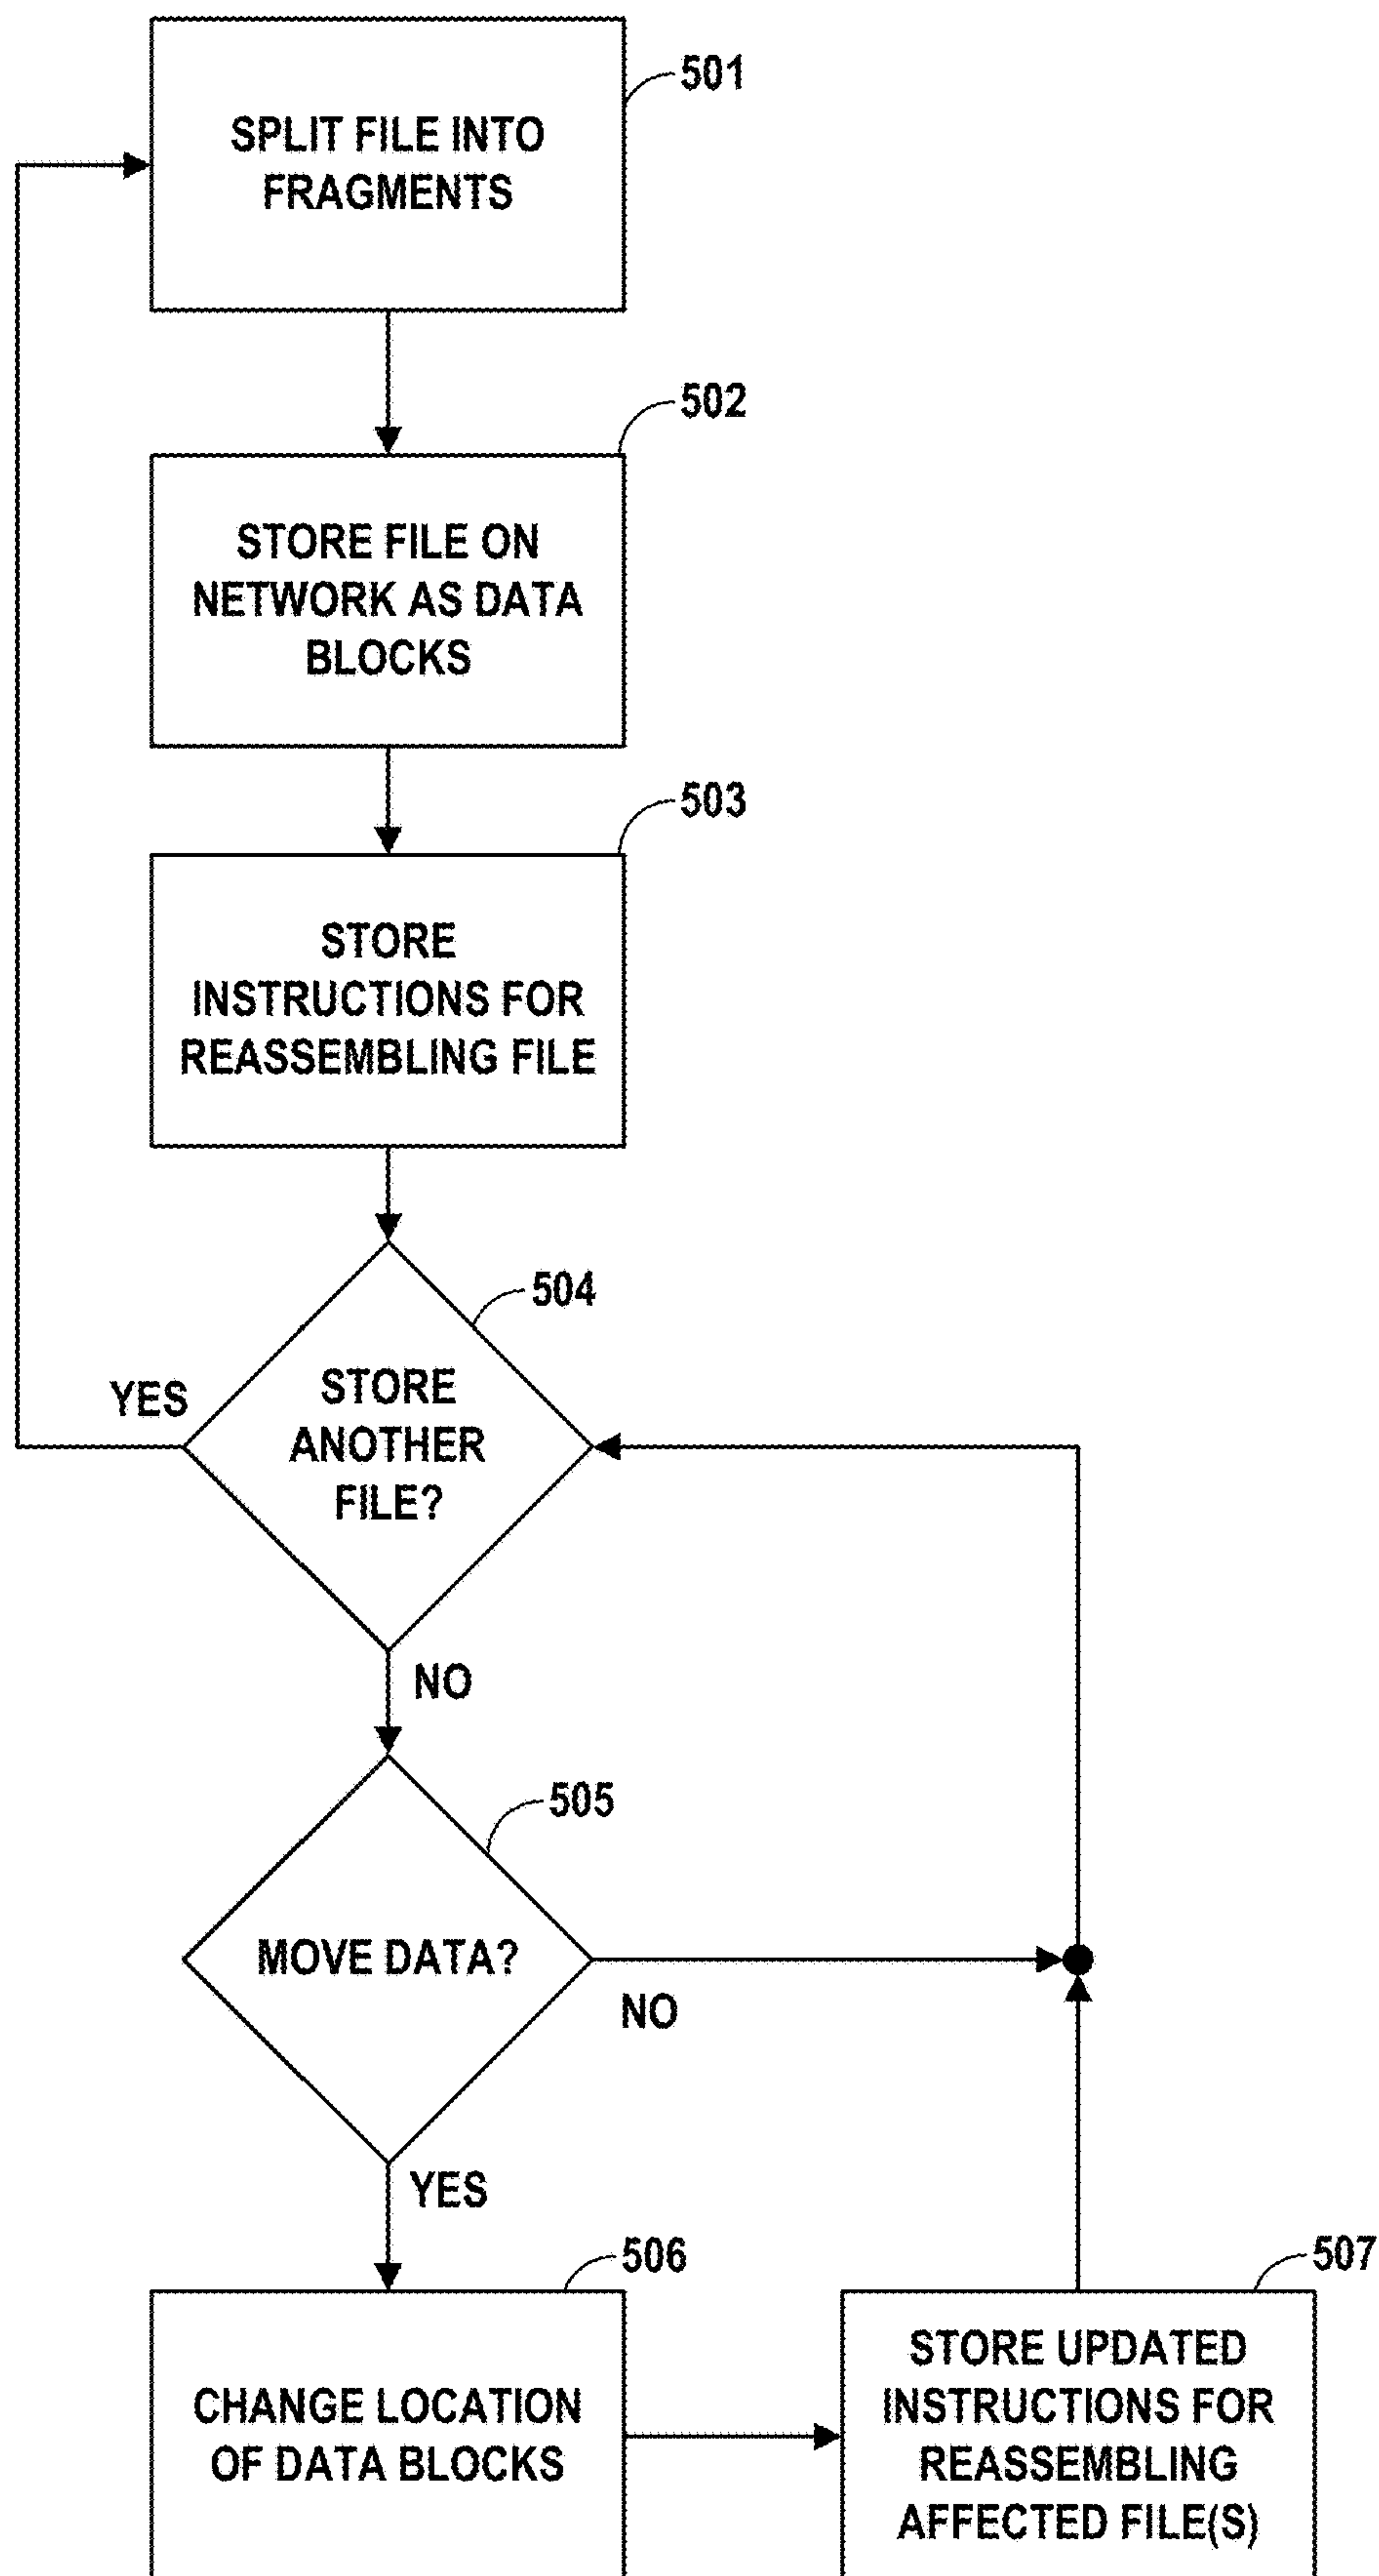 501
SPLIT FILE INTO
FRAGMENTS
502
STORE FILE ON
NETWORK AS DATA
BLOCKS
503
STORE
INSTRUCTIONS FOR
REASSEMBLING FILE
504
YES
STORE
ANOTHER
FILE?
NO
505
MOVE DATA?
NO
YES
506
CHANGE LOCATION
OF DATA BLOCKS
507
STORE UPDATED
INSTRUCTIONS FOR
REASSEMBLING
AFFECTED FILE(S)